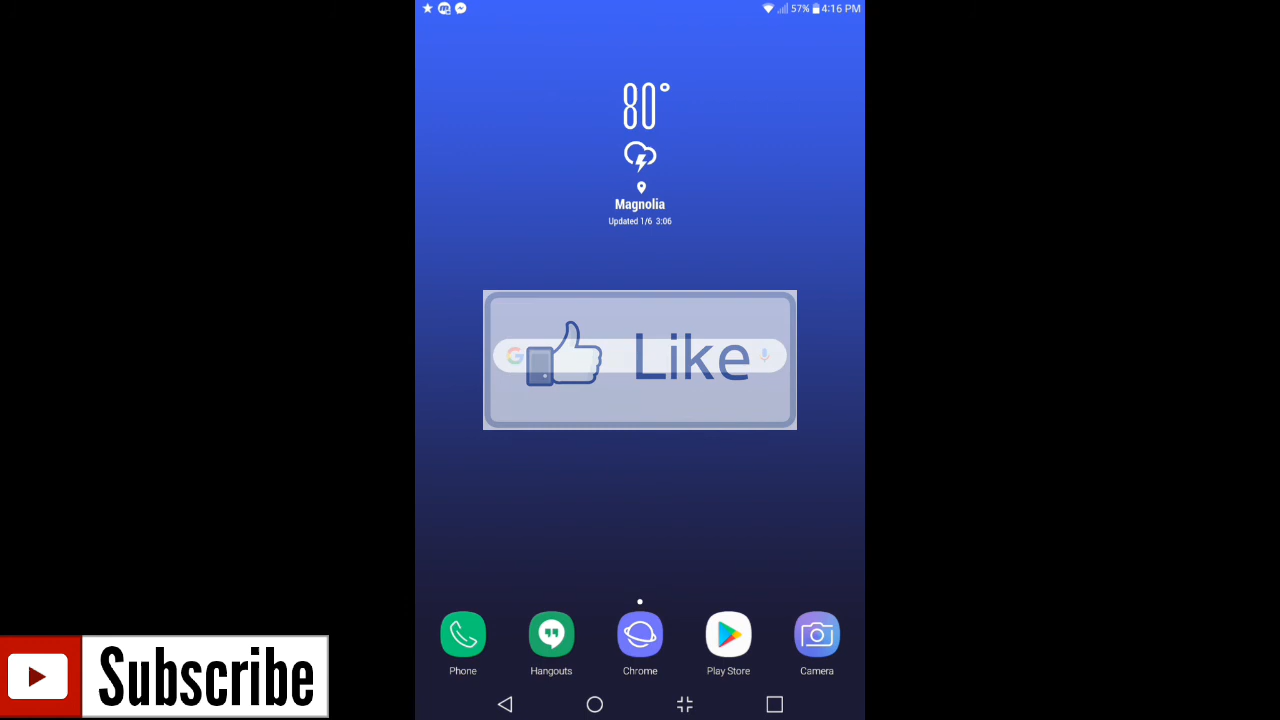 57% 4:16 PM
80°
Magnolia
Updated 1/6 3:06
Like
Phone
Hangouts
Chrome
Play Store
Camera
Subscribe